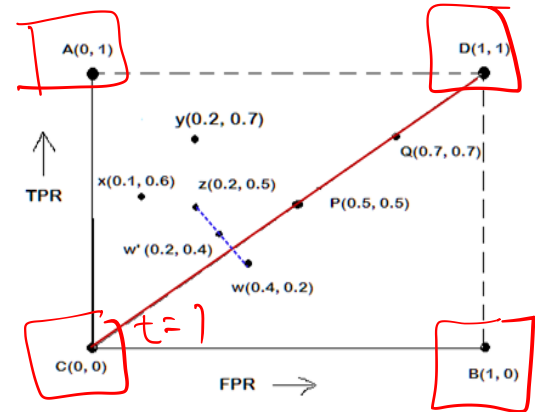 A(0, 1)
D(1, 1)
y(0.2, 0.7)
Q(0.7, 0.7)
TPR
x(0.1, 0.6)
z(0.2, 0.5)
P(0.5, 0.5)
w'(0.2, 0.4)
w(0.4, 0.2)
t=1
C(0, 0)
FPR
B(1, 0)